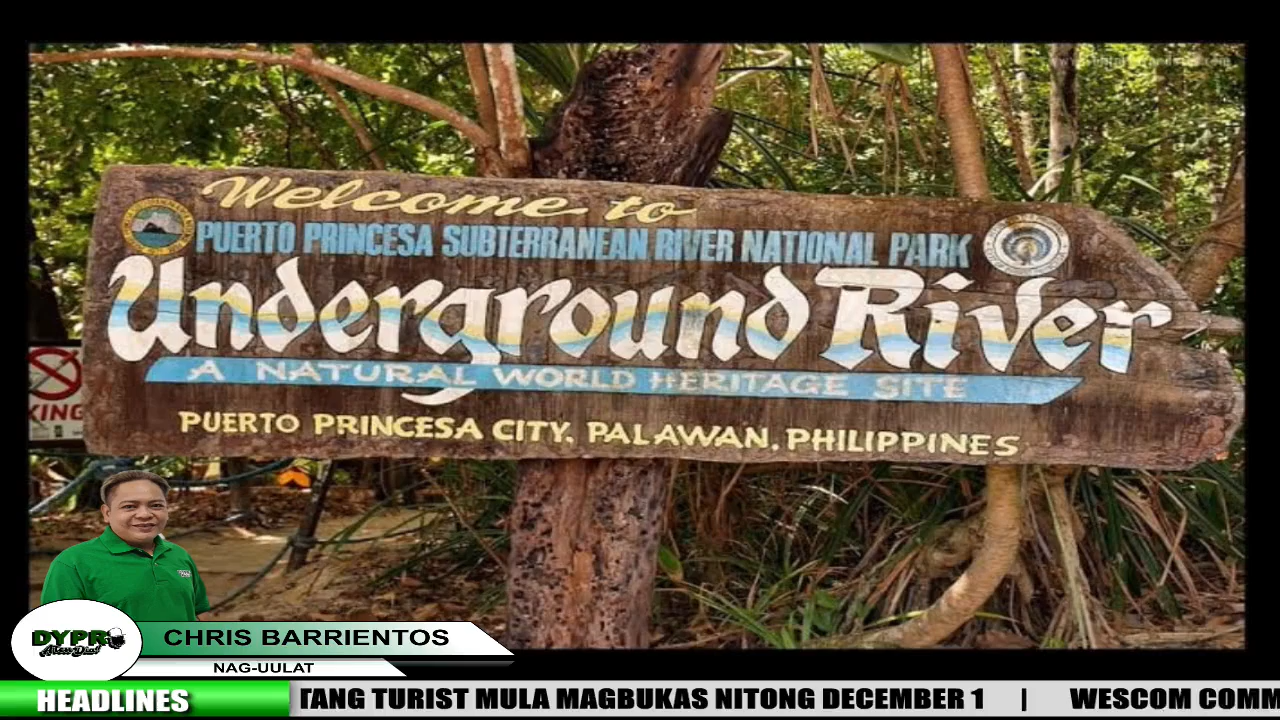 Welcome to
PUERTO PRINCESA SUBTERRANEAN RIVER NATIONAL PARK
Underground River
A NATURAL WORLD HERITAGE SITE
PUERTO PRINCESA CITY, PALAWAN, PHILIPPINES
KING
DYPR
CHRIS BARRIENTOS
NAG-UULAT
HEADLINES
TANG TURIST MULA MAGBUKAS NITONG DECEMBER 1 | WESCOM COMM